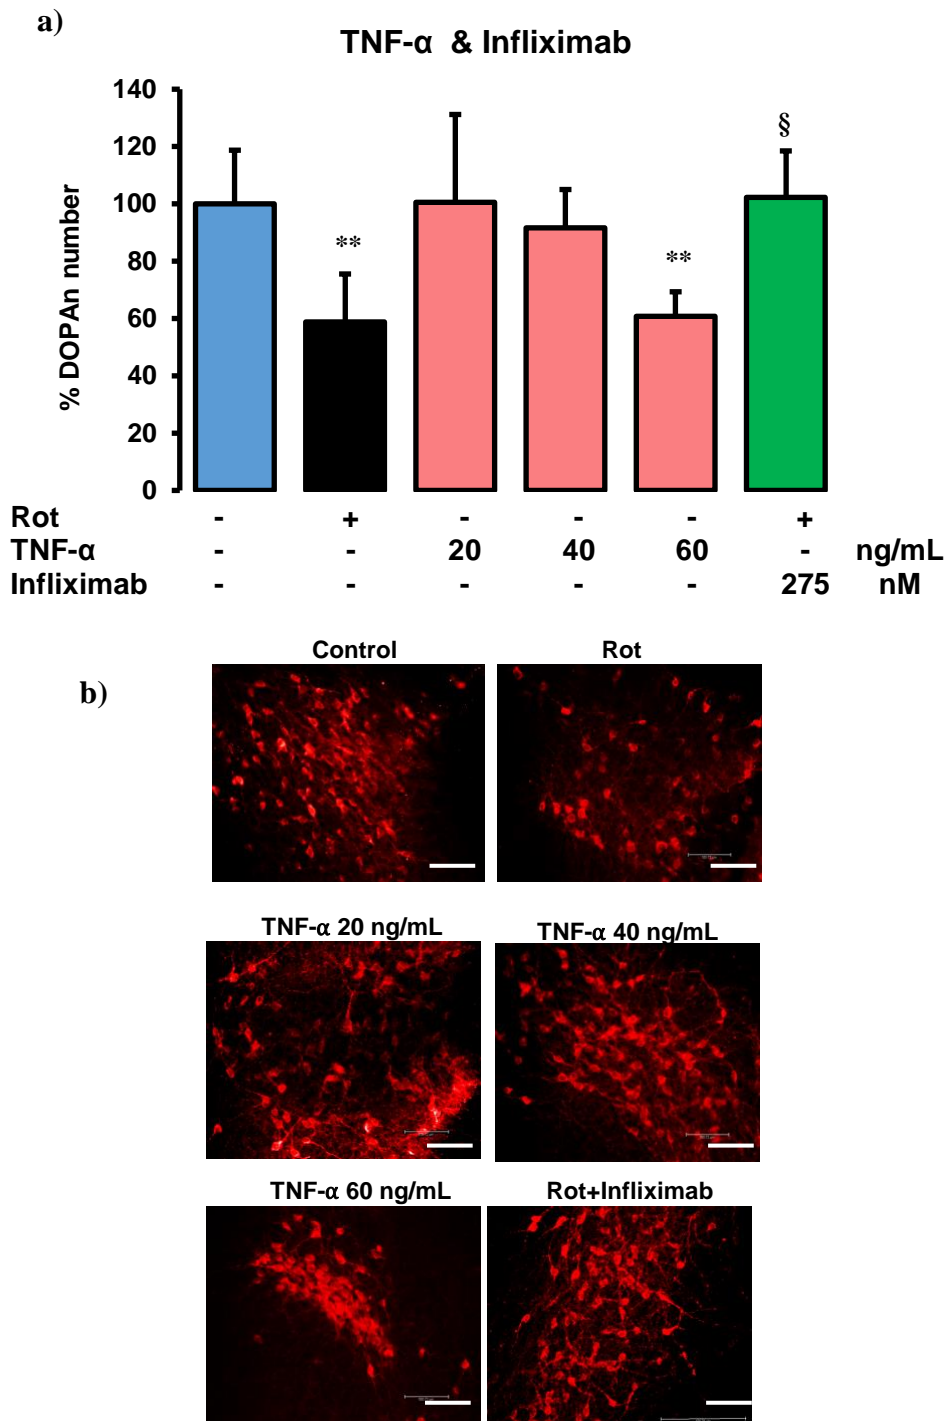 a)
TNF-α & Infliximab
% DOPAn number
140
120
100
80
60
40
20
0
**
**
§
Rot - + - - - +
TNF-α - - 20 40 60 - ng/mL
Infliximab - - - - - 275 nM
b)
Control Rot
TNF-α 20 ng/mL TNF-α 40 ng/mL
TNF-α 60 ng/mL Rot+Infliximab